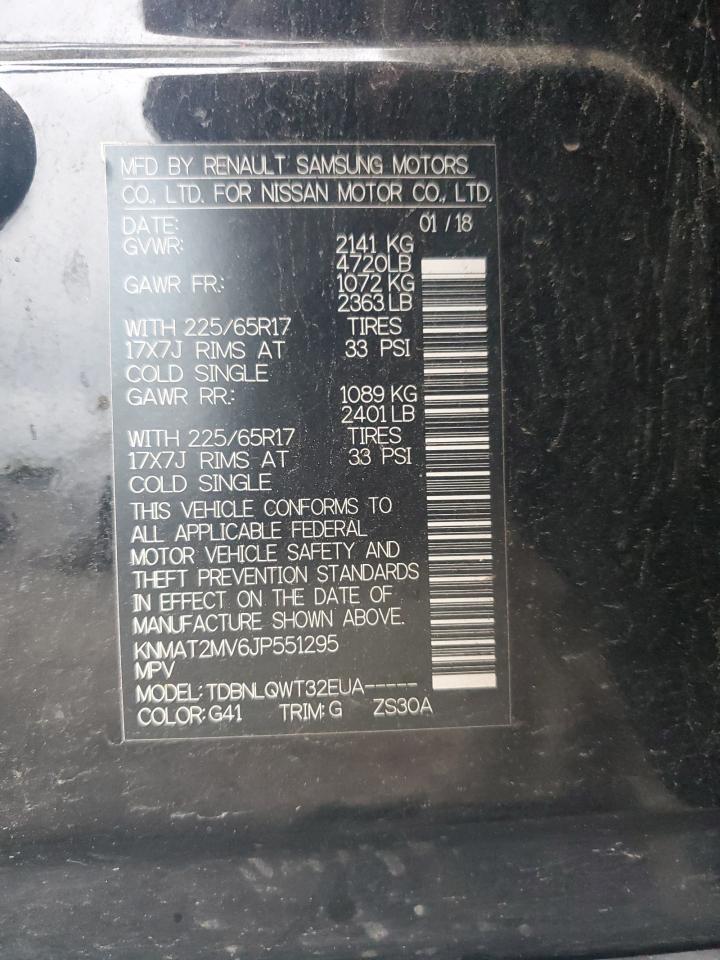 MFD BY RENAULT SAMSUNG MOTORS
CO., LTD. FOR NISSAN MOTOR CO., LTD.
DATE: 01 / 18
GVWR: 2141 KG
4720LB
GAWR FR.: 1072 KG
2363 LB
WITH 225/65R17 TIRES
17X7J RIMS AT 33 PSI
COLD SINGLE
GAWR RR.: 1089 KG
2401 LB
WITH 225/65R17 TIRES
17X7J RIMS AT 33 PSI
COLD SINGLE
THIS VEHICLE CONFORMS TO
ALL APPLICABLE FEDERAL
MOTOR VEHICLE SAFETY AND
THEFT PREVENTION STANDARDS
IN EFFECT ON THE DATE OF
MANUFACTURE SHOWN ABOVE.
KNMAT2MV6JP551295
MPV
MODEL: TDBNLQWT32EUA-----
COLOR: G41 TRIM: G ZS30A